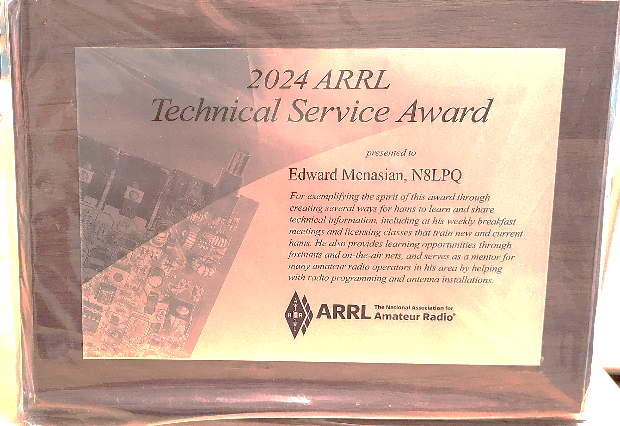 2024 ARRL
Technical Service Award
presented to
Edward Menasian, N8LPQ
For exemplifying the spirit of this award through
creating several ways for hams to learn and share
technical information, including at his weekly breakfast
meetings and licensing classes that train new and current
hams. He also provides learning opportunities through
foxhunts and on-the-air nets, and serves as a mentor for
many amateur radio operators in his area by helping
with radio programming and antenna installations.
ARRL The National Association for
Amateur Radio®